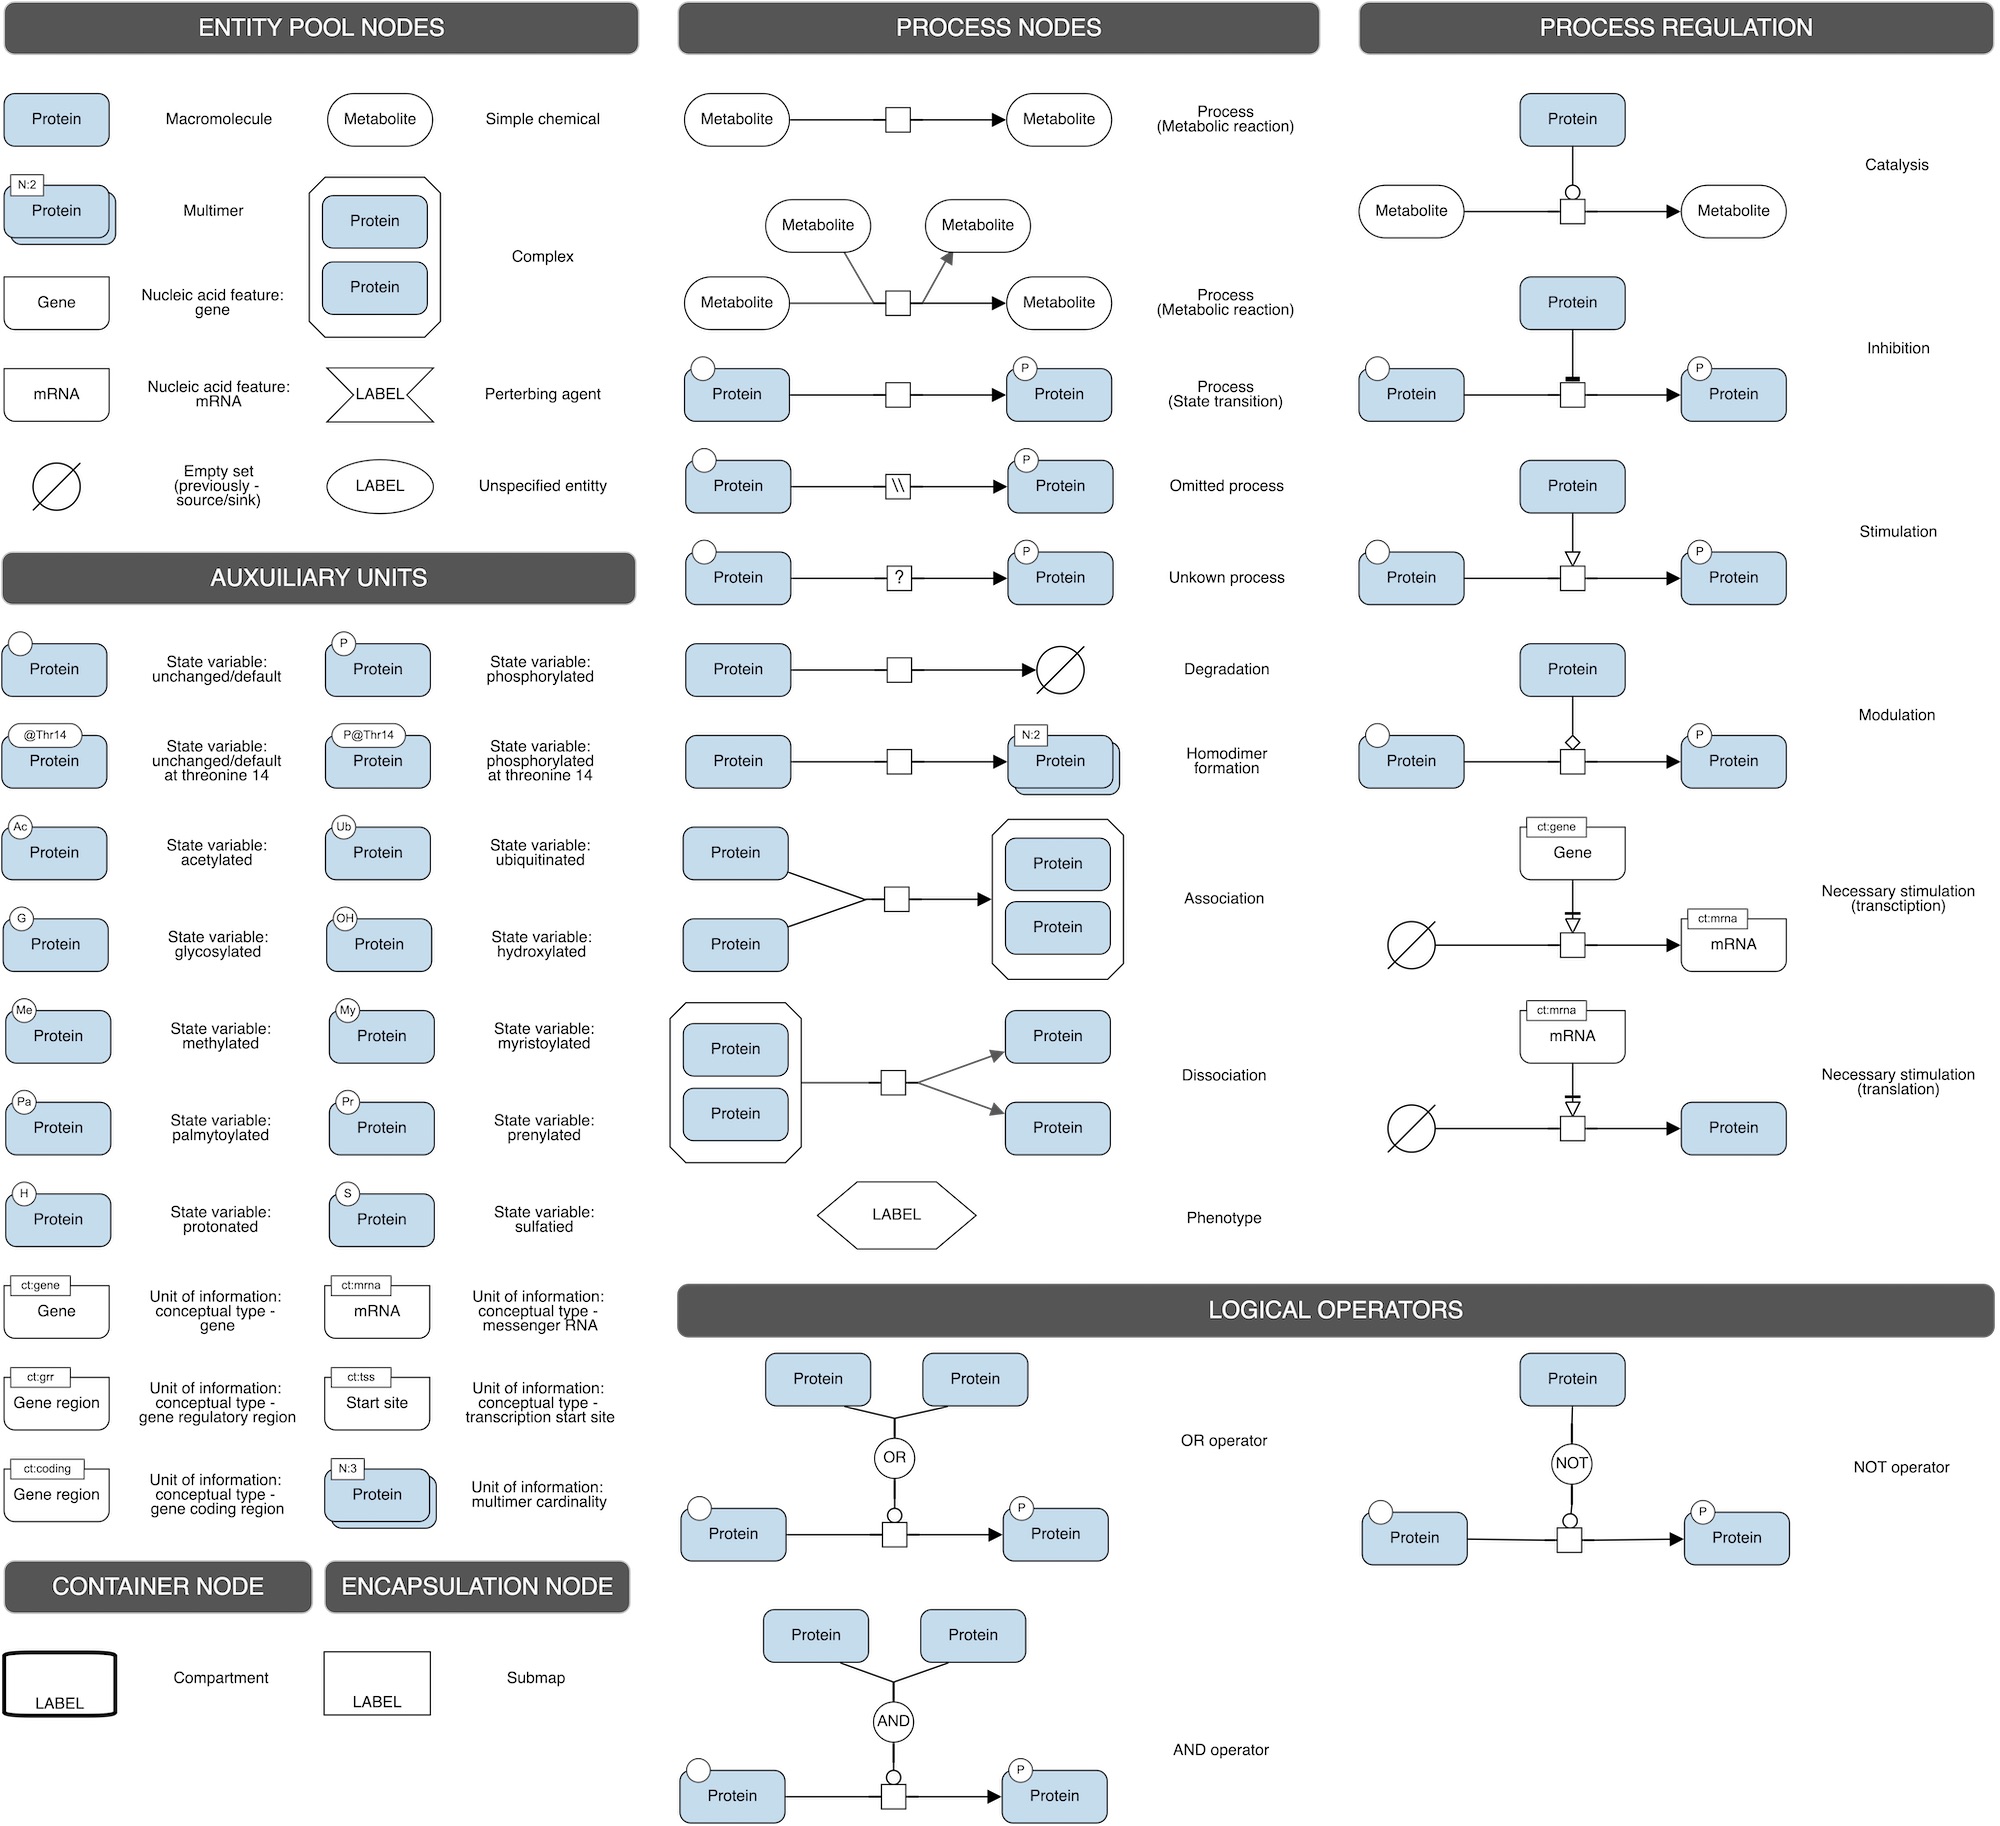 ENTITY POOL NODES
Protein
Macromolecule
Metabolite
Simple chemical
N:2
Protein
Multimer
Protein
Protein
Complex
Gene
Nucleic acid feature:
gene
mRNA
Nucleic acid feature:
mRNA
LABEL
Perterbing agent
Empty set
(previously -
source/sink)
LABEL
Unspecified entitty
AUXUILIARY UNITS
Protein
State variable:
unchanged/default
P
Protein
State variable:
phosphorylated
@Thr14
Protein
State variable:
unchanged/default
at threonine 14
P@Thr14
Protein
State variable:
phosphorylated
at threonine 14
Ac
Protein
State variable:
acetylated
Ub
Protein
State variable:
ubiquitinated
G
Protein
State variable:
glycosylated
OH
Protein
State variable:
hydroxylated
Me
Protein
State variable:
methylated
My
Protein
State variable:
myristoylated
Pa
Protein
State variable:
palmytoylated
Pr
Protein
State variable:
prenylated
H
Protein
State variable:
protonated
S
Protein
State variable:
sulfatied
ct:gene
Gene
Unit of information:
conceptual type -
gene
ct:mrna
mRNA
Unit of information:
conceptual type -
messenger RNA
ct:grr
Gene region
Unit of information:
conceptual type -
gene regulatory region
ct:tss
Start site
Unit of information:
conceptual type -
transcription start site
ct:coding
Gene region
Unit of information:
conceptual type -
gene coding region
N:3
Protein
Unit of information:
multimer cardinality
CONTAINER NODE
LABEL
Compartment
ENCAPSULATION NODE
LABEL
Submap
PROCESS NODES
Metabolite
Metabolite
Process
(Metabolic reaction)
Metabolite
Metabolite
Metabolite
Metabolite
Process
(Metabolic reaction)
Protein
P
Protein
Process
(State transition)
Protein
\\
P
Protein
Omitted process
Protein
?
P
Protein
Unkown process
Protein
Degradation
Protein
N:2
Protein
Homodimer
formation
Protein
Protein
Protein
Protein
Association
Protein
Protein
Protein
Protein
Dissociation
LABEL
Phenotype
PROCESS REGULATION
Protein
Metabolite
Metabolite
Catalysis
Protein
Protein
P
Protein
Inhibition
Protein
Protein
P
Protein
Stimulation
Protein
Protein
P
Protein
Modulation
ct:gene
Gene
ct:mrna
mRNA
Necessary stimulation
(transctiption)
ct:mrna
mRNA
Protein
Necessary stimulation
(translation)
LOGICAL OPERATORS
Protein
Protein
OR
Protein
P
Protein
OR operator
Protein
NOT
Protein
P
Protein
NOT operator
Protein
Protein
AND
Protein
P
Protein
AND operator